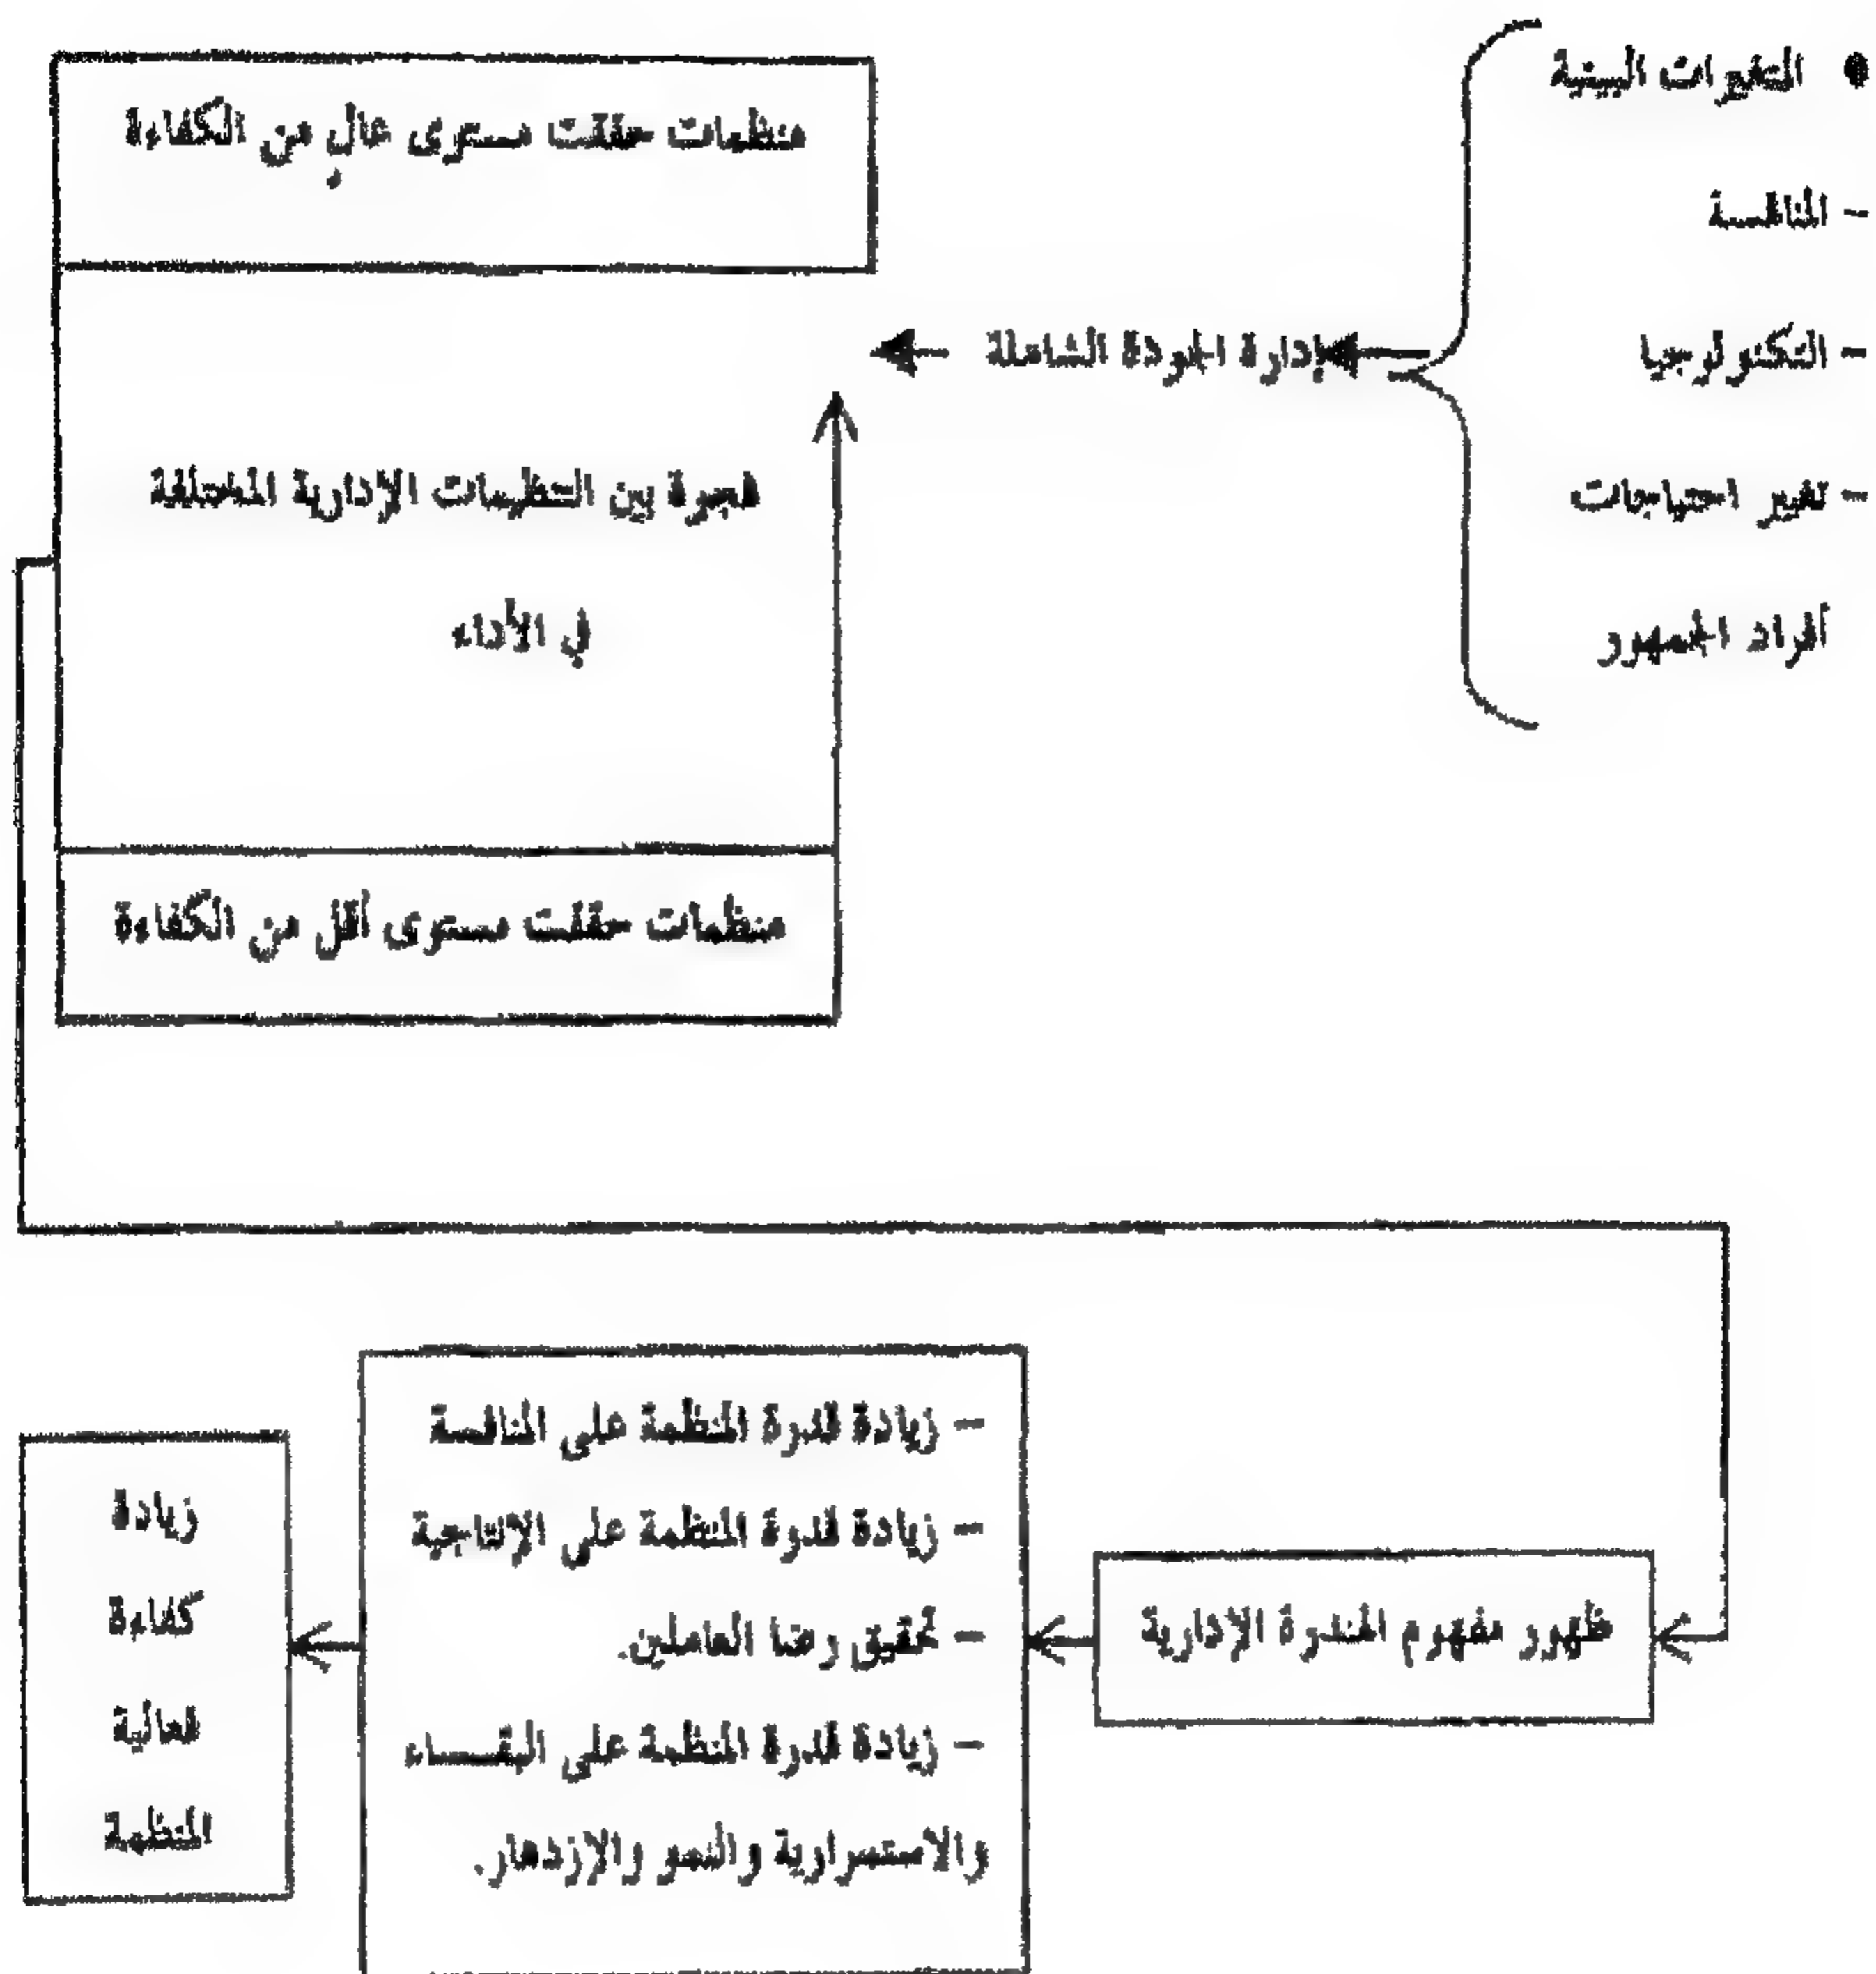 • التغيرات البيئية
- المنافسة
- التكنولوجيا
- تغيير احتياجات
أفراد الجمهور
إدارة الجودة الشاملة
منظمات حققت مستوى عالٍ من الكفاءة
فجوة بين التنظيمات الإدارية المختلفة
في الأداء
منظمات حققت مستوى أقل من الكفاءة
ظهور مفهوم الهندرة الإدارية
- زيادة قدرة المنظمة على المنافسة
- زيادة قدرة المنظمة على الإنتاجية
- تحقيق رضا العاملين.
- زيادة قدرة المنظمة على البقاء
والاستمرارية والنمو والازدهار.
زيادة
كفاءة
فعالية
المنظمة